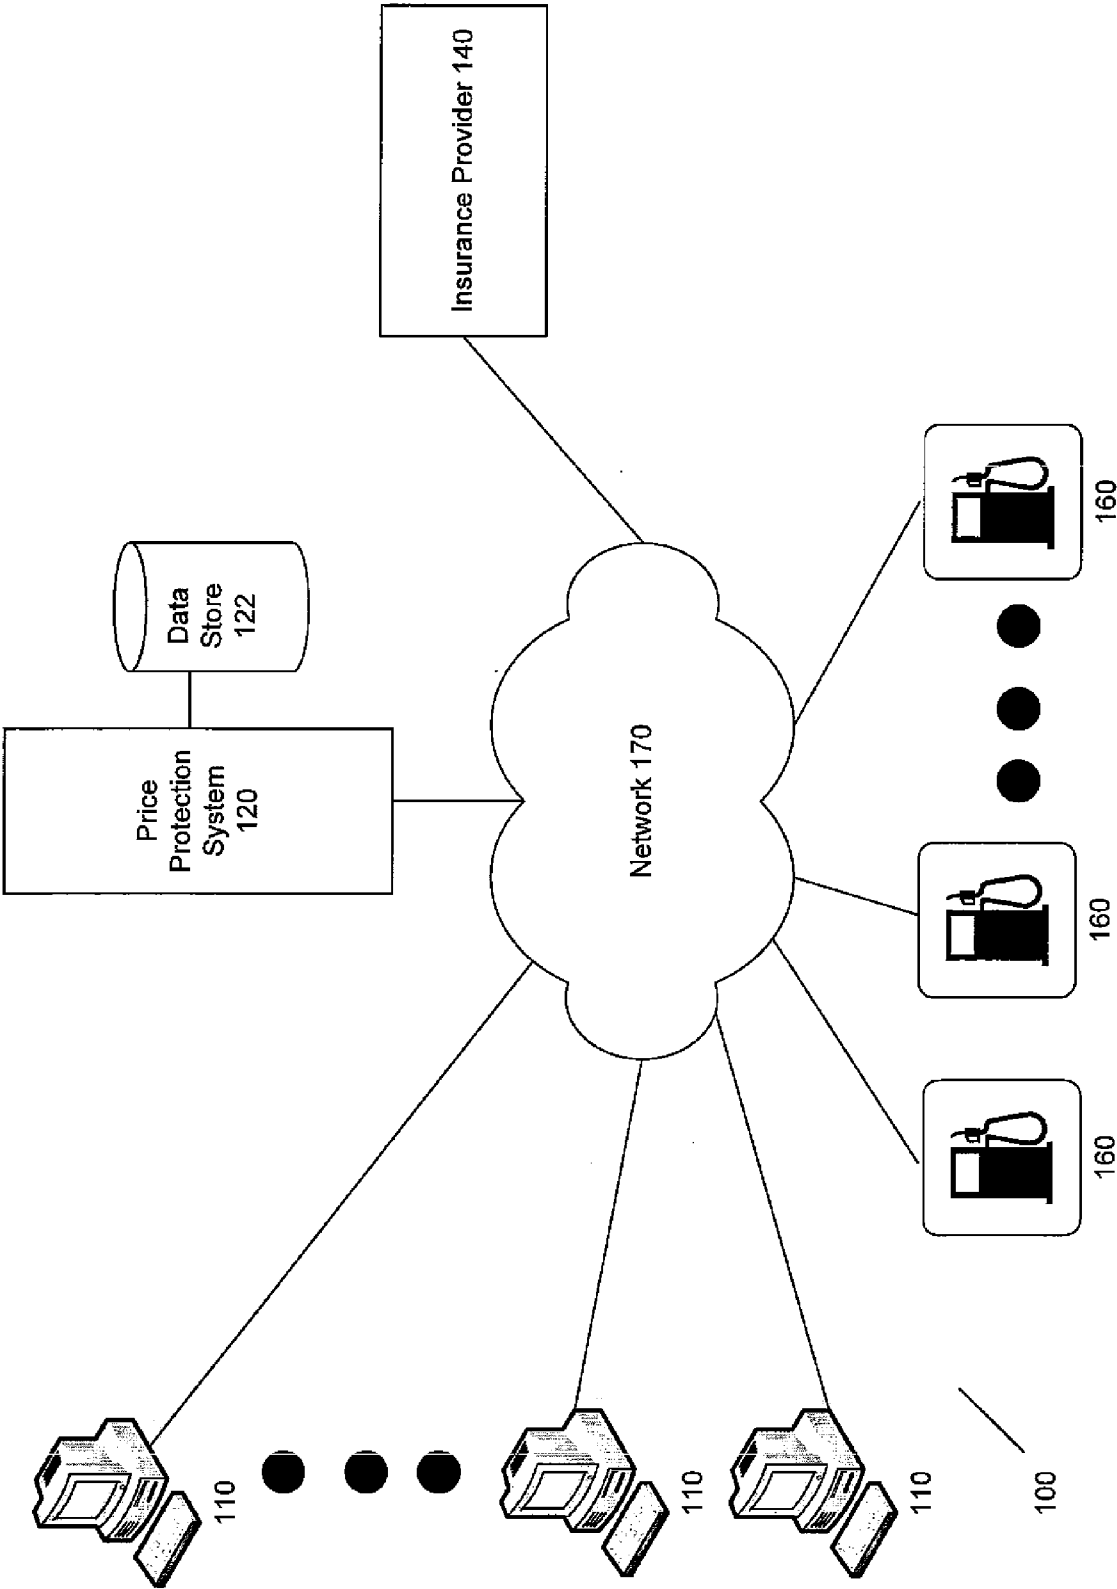 Price
Protection
System
120
Data
Store
122
Insurance Provider 140
Network 170
110
110
110
160
160
160
100